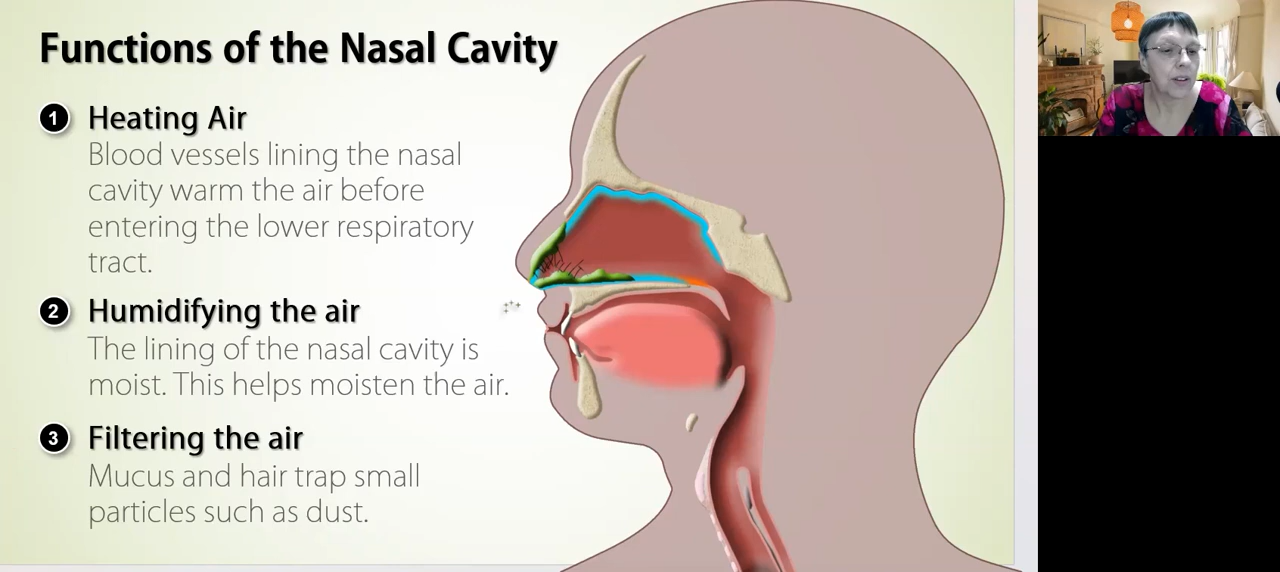 Functions of the Nasal Cavity
1 Heating Air
Blood vessels lining the nasal
cavity warm the air before
entering the lower respiratory
tract.
2 Humidifying the air
The lining of the nasal cavity is
moist. This helps moisten the air.
3 Filtering the air
Mucus and hair trap small
particles such as dust.